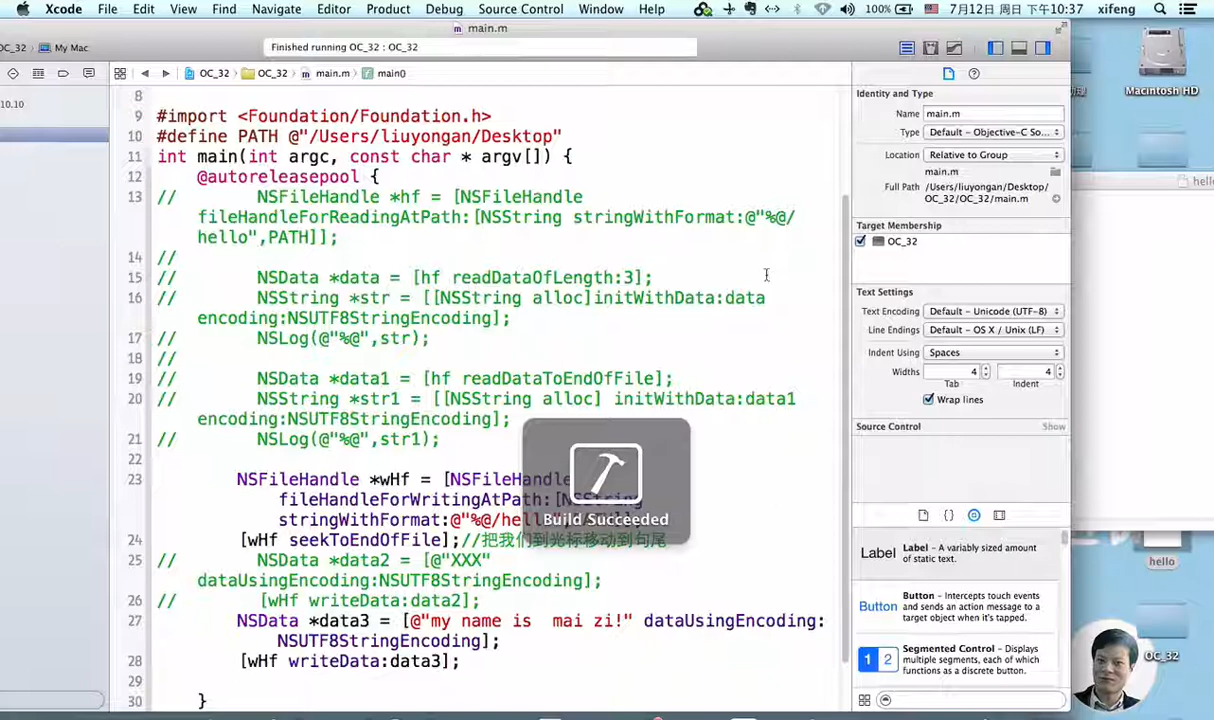 Xcode File Edit View Find Navigate Editor Product Debug Source Control Window Help 100% 7月12日 周日 下午10:37 xifeng
main.m
OC_32 My Mac
Finished running OC_32 : OC_32
OC_32 OC_32 main.m main()
10.10
8
9 #import <Foundation/Foundation.h>
10 #define PATH @"/Users/liuyongan/Desktop"
11 int main(int argc, const char * argv[]) {
12 @autoreleasepool {
13 // NSFileHandle *hf = [NSFileHandle
fileHandleForReadingAtPath:[NSString stringWithFormat:@"%@/
hello",PATH]];
14 //
15 // NSData *data = [hf readDataOfLength:3];
16 // NSString *str = [[NSString alloc]initWithData:data
encoding:NSUTF8StringEncoding];
17 // NSLog(@"%@",str);
18 //
19 // NSData *data1 = [hf readDataToEndOfFile];
20 // NSString *str1 = [[NSString alloc] initWithData:data1
encoding:NSUTF8StringEncoding];
21 // NSLog(@"%@",str1);
22
23 NSFileHandle *wHf = [NSFileHandle
fileHandleForWritingAtPath:[NSString
stringWithFormat:@"%@/hello"
24 [wHf seekToEndOfFile];//把我们到光标移动到句尾
25 // NSData *data2 = [@"XXX"
dataUsingEncoding:NSUTF8StringEncoding];
26 // [wHf writeData:data2];
27 NSData *data3 = [@"my name is  mai zi!" dataUsingEncoding:
NSUTF8StringEncoding];
28 [wHf writeData:data3];
30 }
Build Succeeded
Identity and Type
Name main.m
Type Default - Objective-C So...
Location Relative to Group
main.m
Full Path /Users/liuyongan/Desktop/
OC_32/OC_32/main.m
Target Membership
OC_32
Text Settings
Text Encoding Default - Unicode (UTF-8)
Line Endings Default - OS X / Unix (LF)
Indent Using Spaces
Widths 4 4
Tab Indent
Wrap lines
Source Control Show
Label Label - A variably sized amount
of static text.
Button Button - Intercepts touch events
and sends an action message to a
target object when it's tapped.
1 2 Segmented Control - Displays
multiple segments, each of which
functions as a discrete button.
Macintosh HD
hello
OC_32